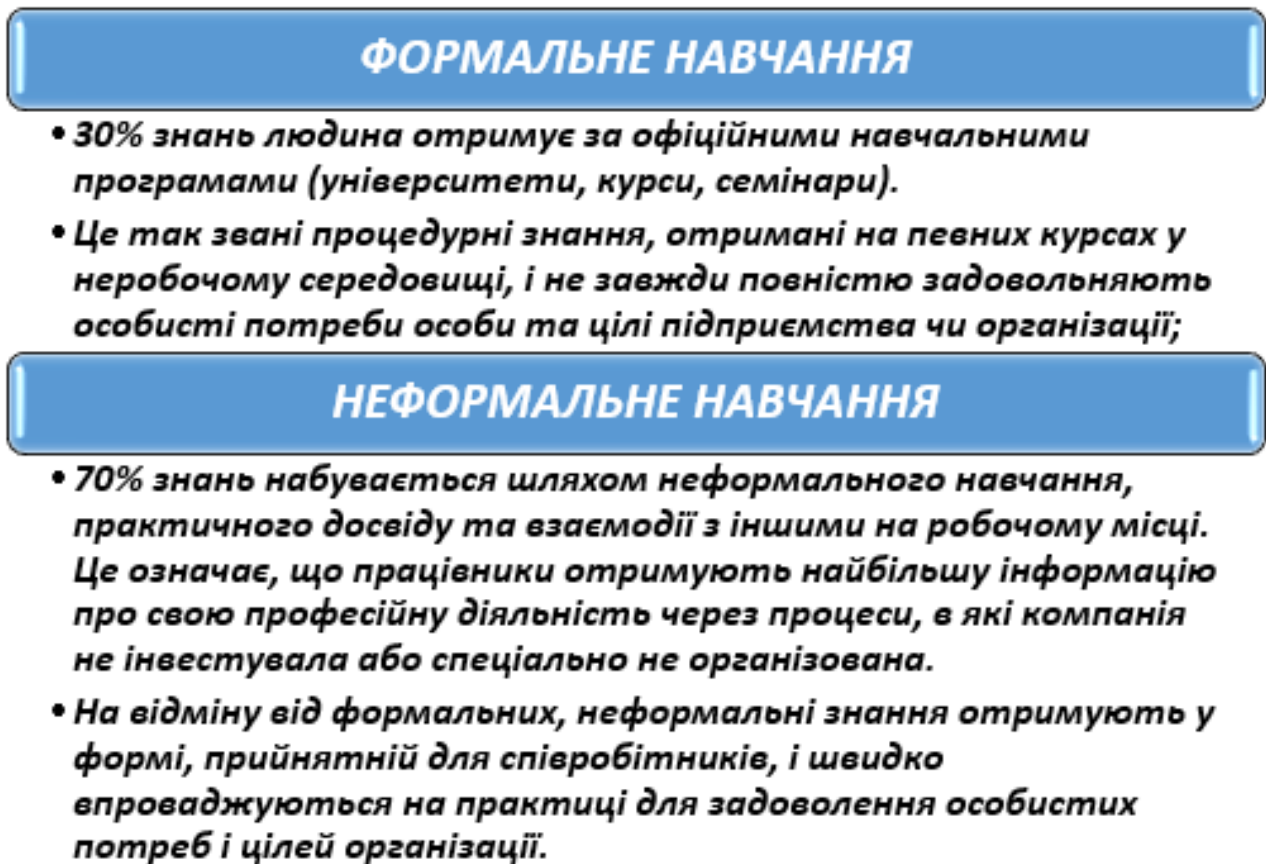 ФОРМАЛЬНЕ НАВЧАННЯ
• 30% знань людина отримує за офіційними навчальними
програмами (університети, курси, семінари).
• Це так звані процедурні знання, отримані на певних курсах у
неробочому середовищі, і не завжди повністю задовольняють
особисті потреби особи та цілі підприємства чи організації;
НЕФОРМАЛЬНЕ НАВЧАННЯ
• 70% знань набувається шляхом неформального навчання,
практичного досвіду та взаємодії з іншими на робочому місці.
Це означає, що працівники отримують найбільшу інформацію
про свою професійну діяльність через процеси, в які компанія
не інвестувала або спеціально не організована.
• На відміну від формальних, неформальні знання отримують у
формі, прийнятній для співробітників, і швидко
впроваджуються на практиці для задоволення особистих
потреб і цілей організації.